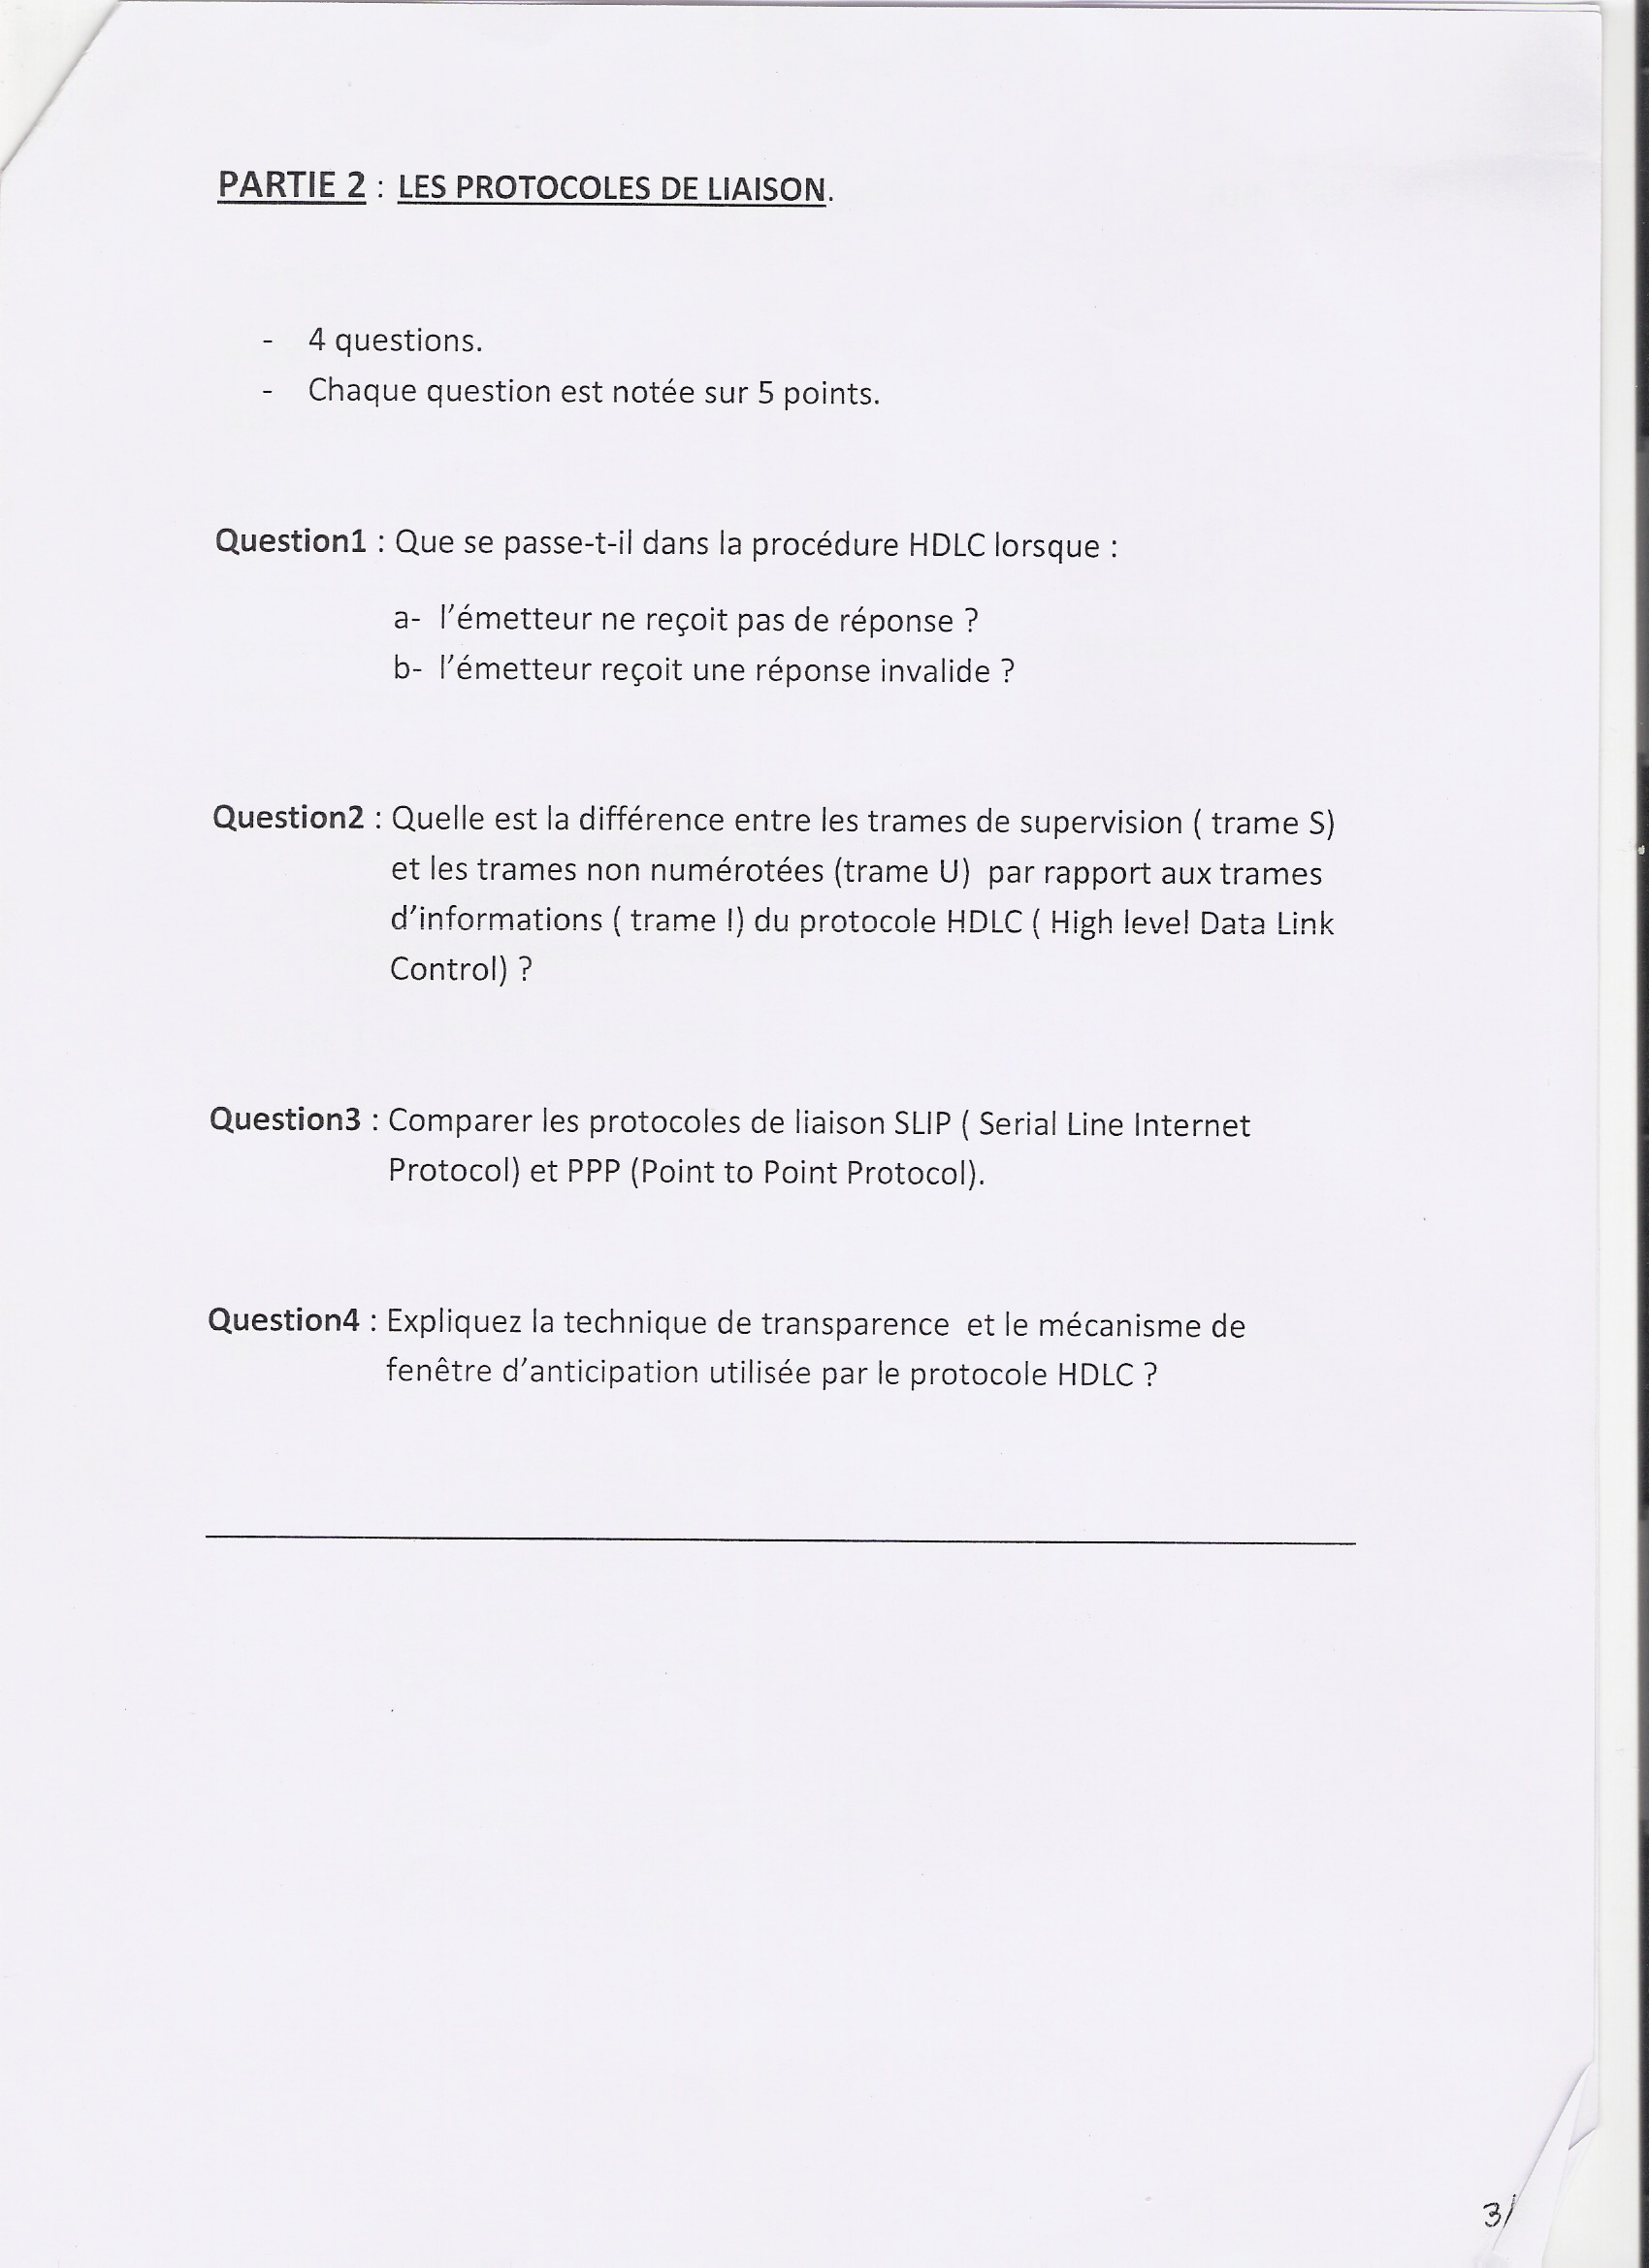 PARTIE 2 : LES PROTOCOLES DE LIAISON.
- 4 questions.
- Chaque question est notée sur 5 points.
Question1 : Que se passe-t-il dans la procédure HDLC lorsque :
a- l'émetteur ne reçoit pas de réponse ?
b- l'émetteur reçoit une réponse invalide ?
Question2 : Quelle est la différence entre les trames de supervision ( trame S)
et les trames non numérotées (trame U) par rapport aux trames
d'informations ( trame I) du protocole HDLC ( High level Data Link
Control) ?
Question3 : Comparer les protocoles de liaison SLIP ( Serial Line Internet
Protocol) et PPP (Point to Point Protocol).
Question4 : Expliquez la technique de transparence et le mécanisme de
fenêtre d'anticipation utilisée par le protocole HDLC ?
3/